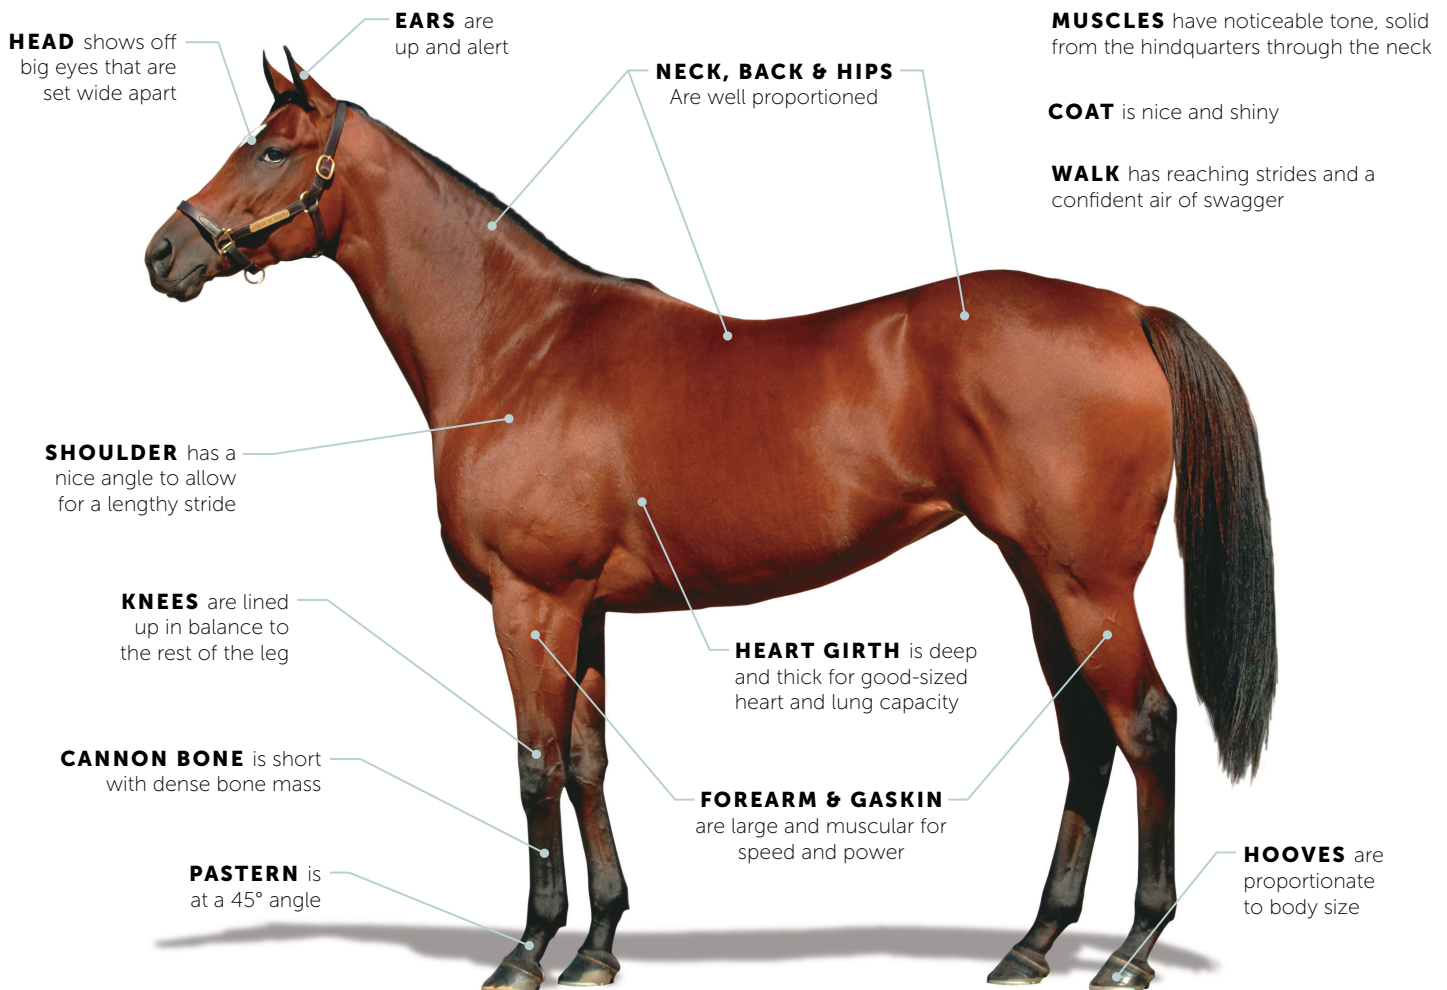 HEAD shows off
big eyes that are
set wide apart
EARS are
up and alert
NECK, BACK & HIPS
Are well proportioned
MUSCLES have noticeable tone, solid
from the hindquarters through the neck
COAT is nice and shiny
WALK has reaching strides and a
confident air of swagger
SHOULDER has a
nice angle to allow
for a lengthy stride
KNEES are lined
up in balance to
the rest of the leg
HEART GIRTH is deep
and thick for good-sized
heart and lung capacity
CANNON BONE is short
with dense bone mass
FOREARM & GASKIN
are large and muscular for
speed and power
PASTERN is
at a 45° angle
HOOVES are
proportionate
to body size